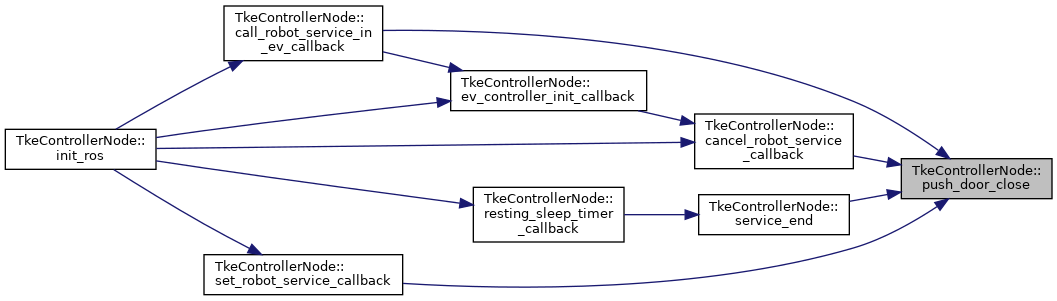 TkeControllerNode::
call_robot_service_in
_ev_callback
TkeControllerNode::
ev_controller_init_callback
TkeControllerNode::
cancel_robot_service
_callback
TkeControllerNode::
init_ros
TkeControllerNode::
push_door_close
TkeControllerNode::
resting_sleep_timer
_callback
TkeControllerNode::
service_end
TkeControllerNode::
set_robot_service_callback